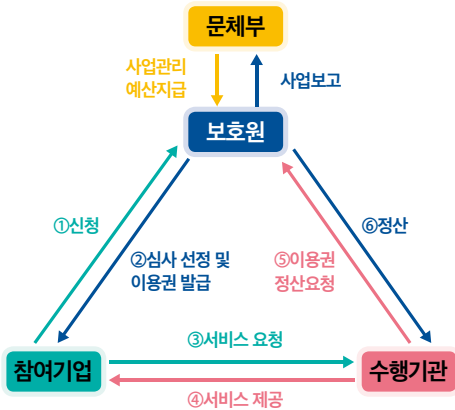 문체부
사업관리
예산지급
사업보고
보호원
①신청
②심사 선정 및
이용권 발급
⑤이용권
정산요청
⑥정산
③서비스 요청
참여기업
수행기관
④서비스 제공